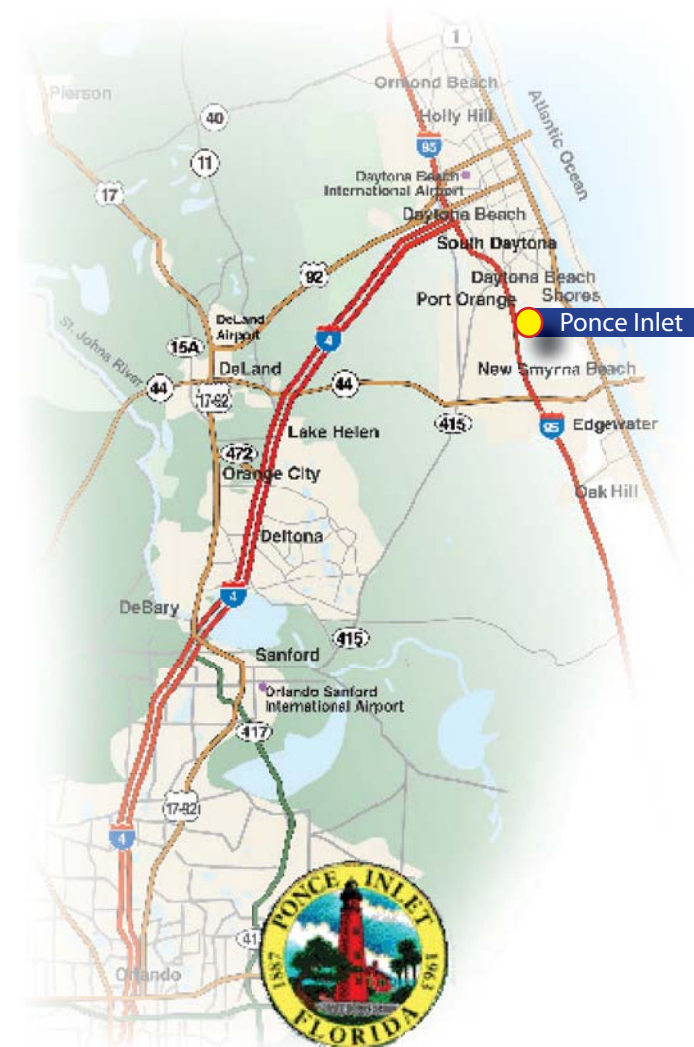 1
Ormond Beach
Pierson
Atlantic Ocean
40
Holly Hill
95
11
Daytona Beach
International Airport
17
Daytona Beach
South Daytona
92
Daytona Beach
Shores
Port Orange
Ponce Inlet
DeLand
Airport
4
St. Johns River
15A
DeLand
New Smyrna Beach
44
44
17-92
415
Edgewater
95
Lake Helen
472
Orange City
Oak Hill
Deltona
4
DeBary
415
Sanford
Orlando Sanford
International Airport
417
17-92
4
PONCE INLET
1887
1963
FLORIDA
41
Orlando